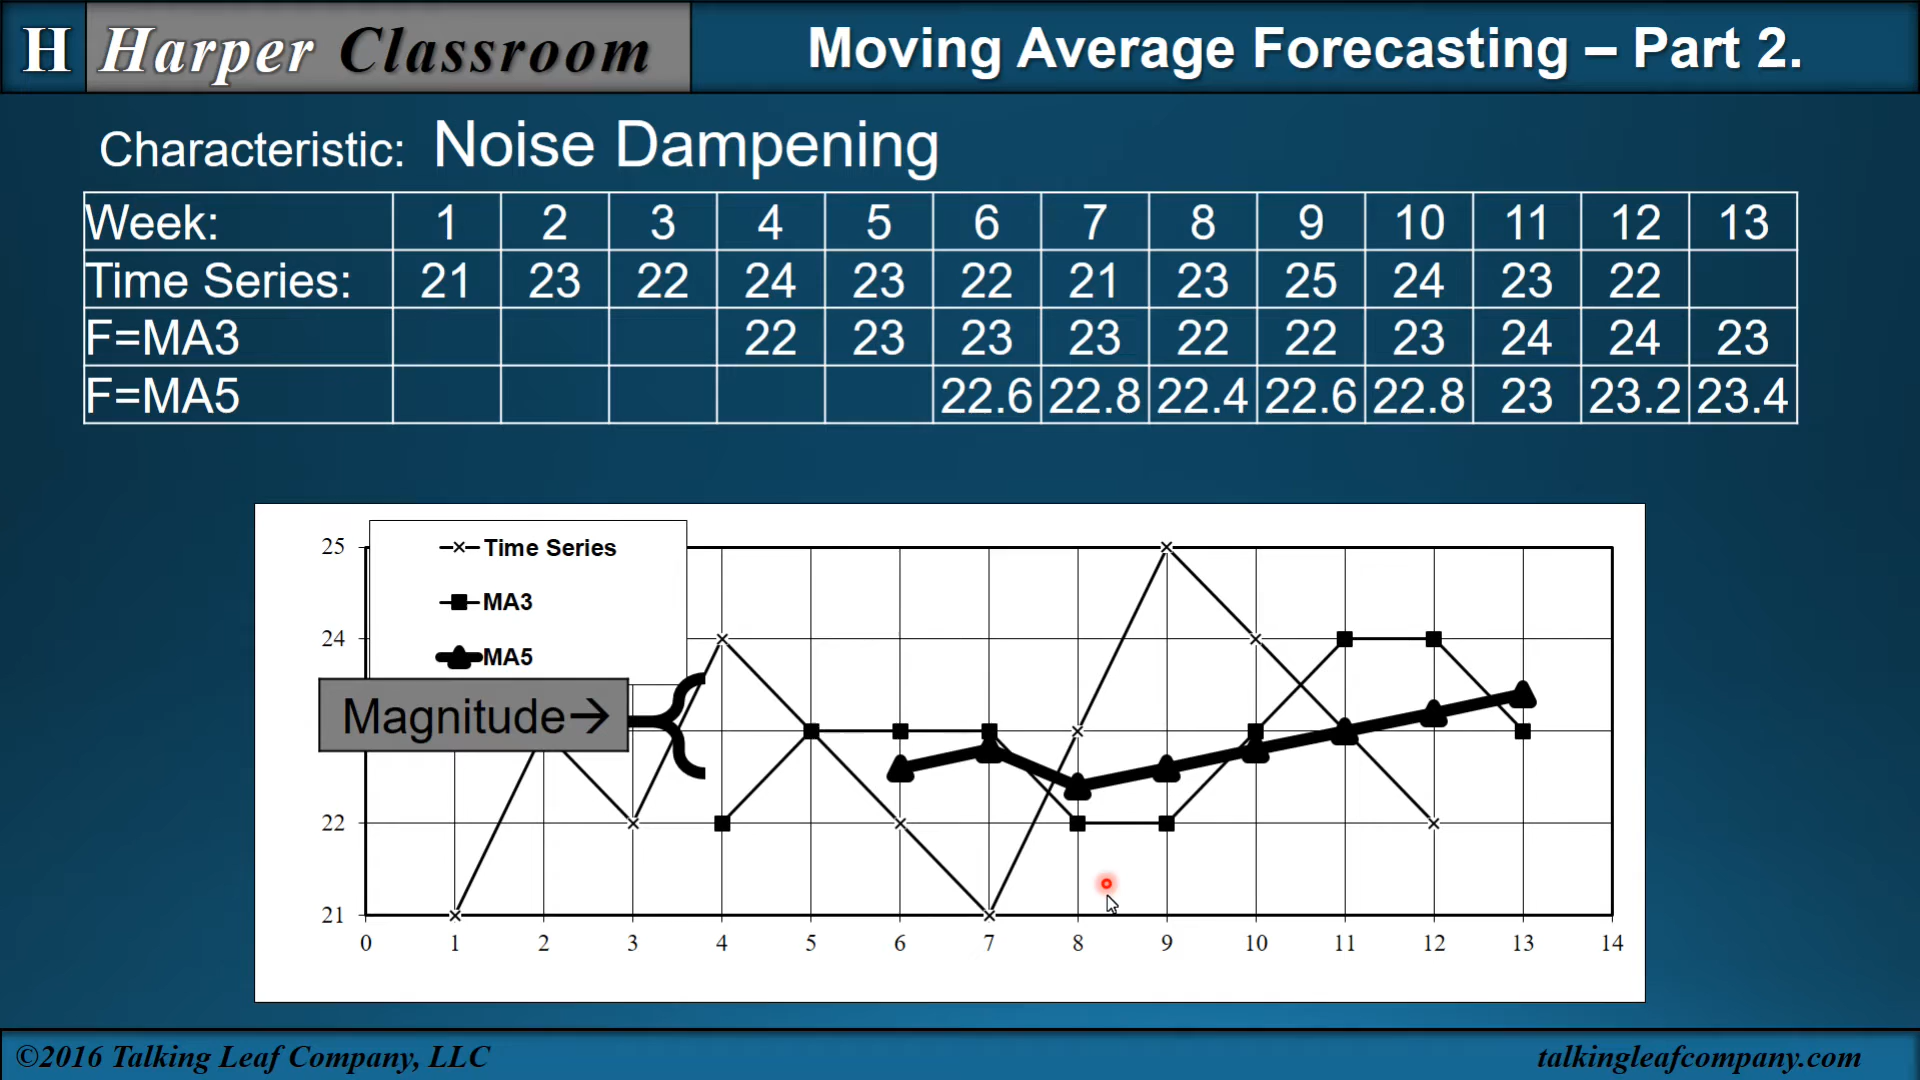 H Harper Classroom
Moving Average Forecasting – Part 2.
Characteristic: Noise Dampening
Week: 1 2 3 4 5 6 7 8 9 10 11 12 13
Time Series: 21 23 22 24 23 22 21 23 25 24 23 22
F=MA3 22 23 23 23 22 22 23 24 24 23
F=MA5 22.6 22.8 22.4 22.6 22.8 23 23.2 23.4
25
Time Series
MA3
24
MA5
Magnitude→
22
21
0 1 2 3 4 5 6 7 8 9 10 11 12 13 14
©2016 Talking Leaf Company, LLC
talkingleafcompany.com